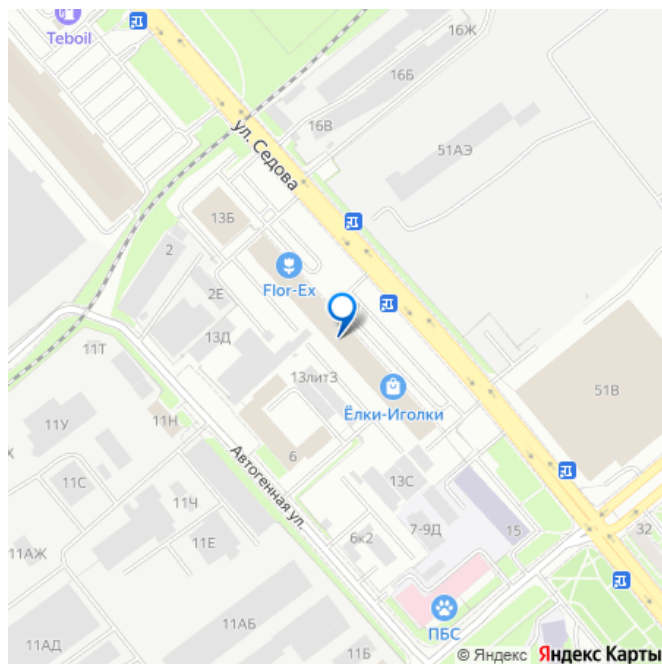 Teboil
16Ж
16Б
16В
51АЭ
ул. Седова
13Б
2
Flor-Ex
2Е
13Д
11Т
13лит3
51В
Ёлки-Иголки
11У
11Н
6
Автогенная ул.
11С
13С
11Ч
7-9Д
15
32
11Е
6к2
11АЖ
ПБС
11АБ
11АД
11Б
© Яндекс Яндекс Карты